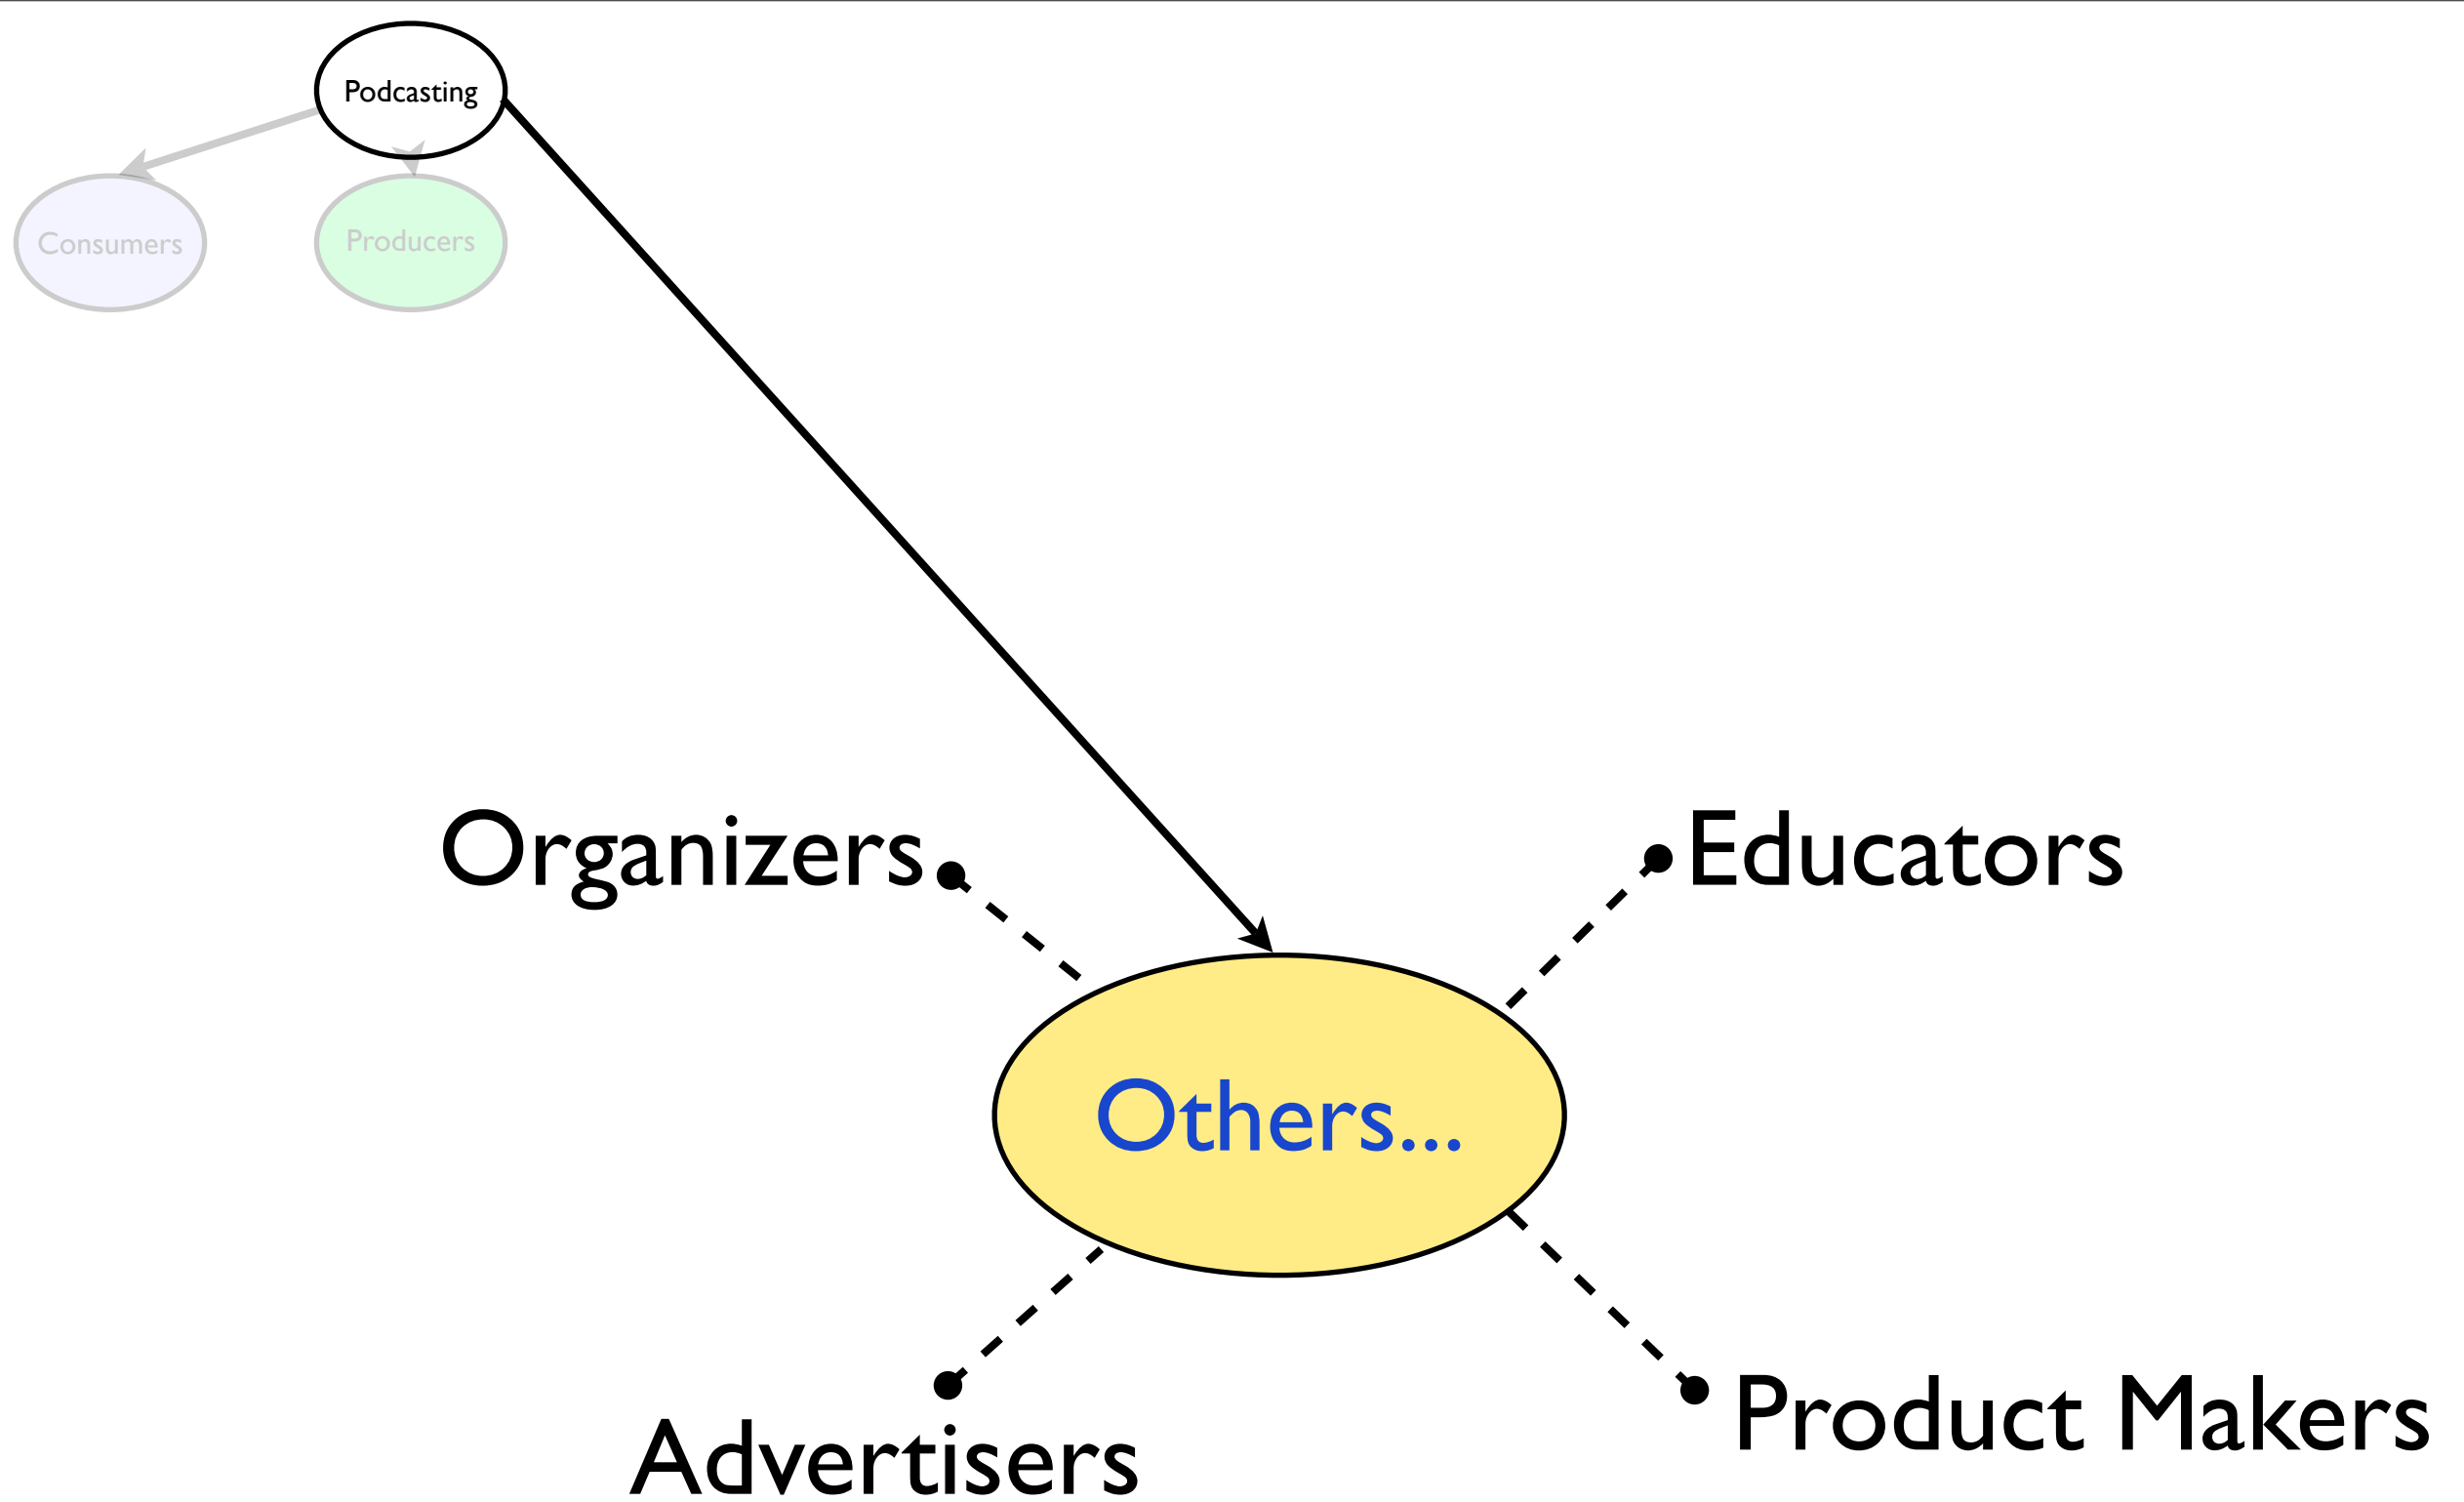 Podcasting
Consumers
Producers
Organizers
Educators
Others...
Advertisers
Product Makers